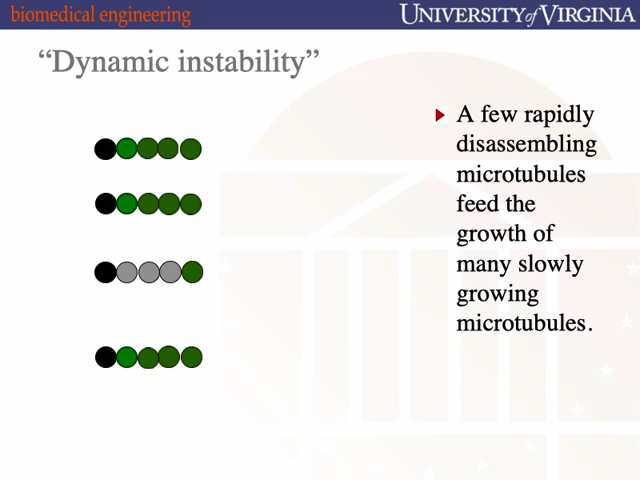 biomedical engineering
UNIVERSITY of VIRGINIA
“Dynamic instability”
A few rapidly
disassembling
microtubules
feed the
growth of
many slowly
growing
microtubules.